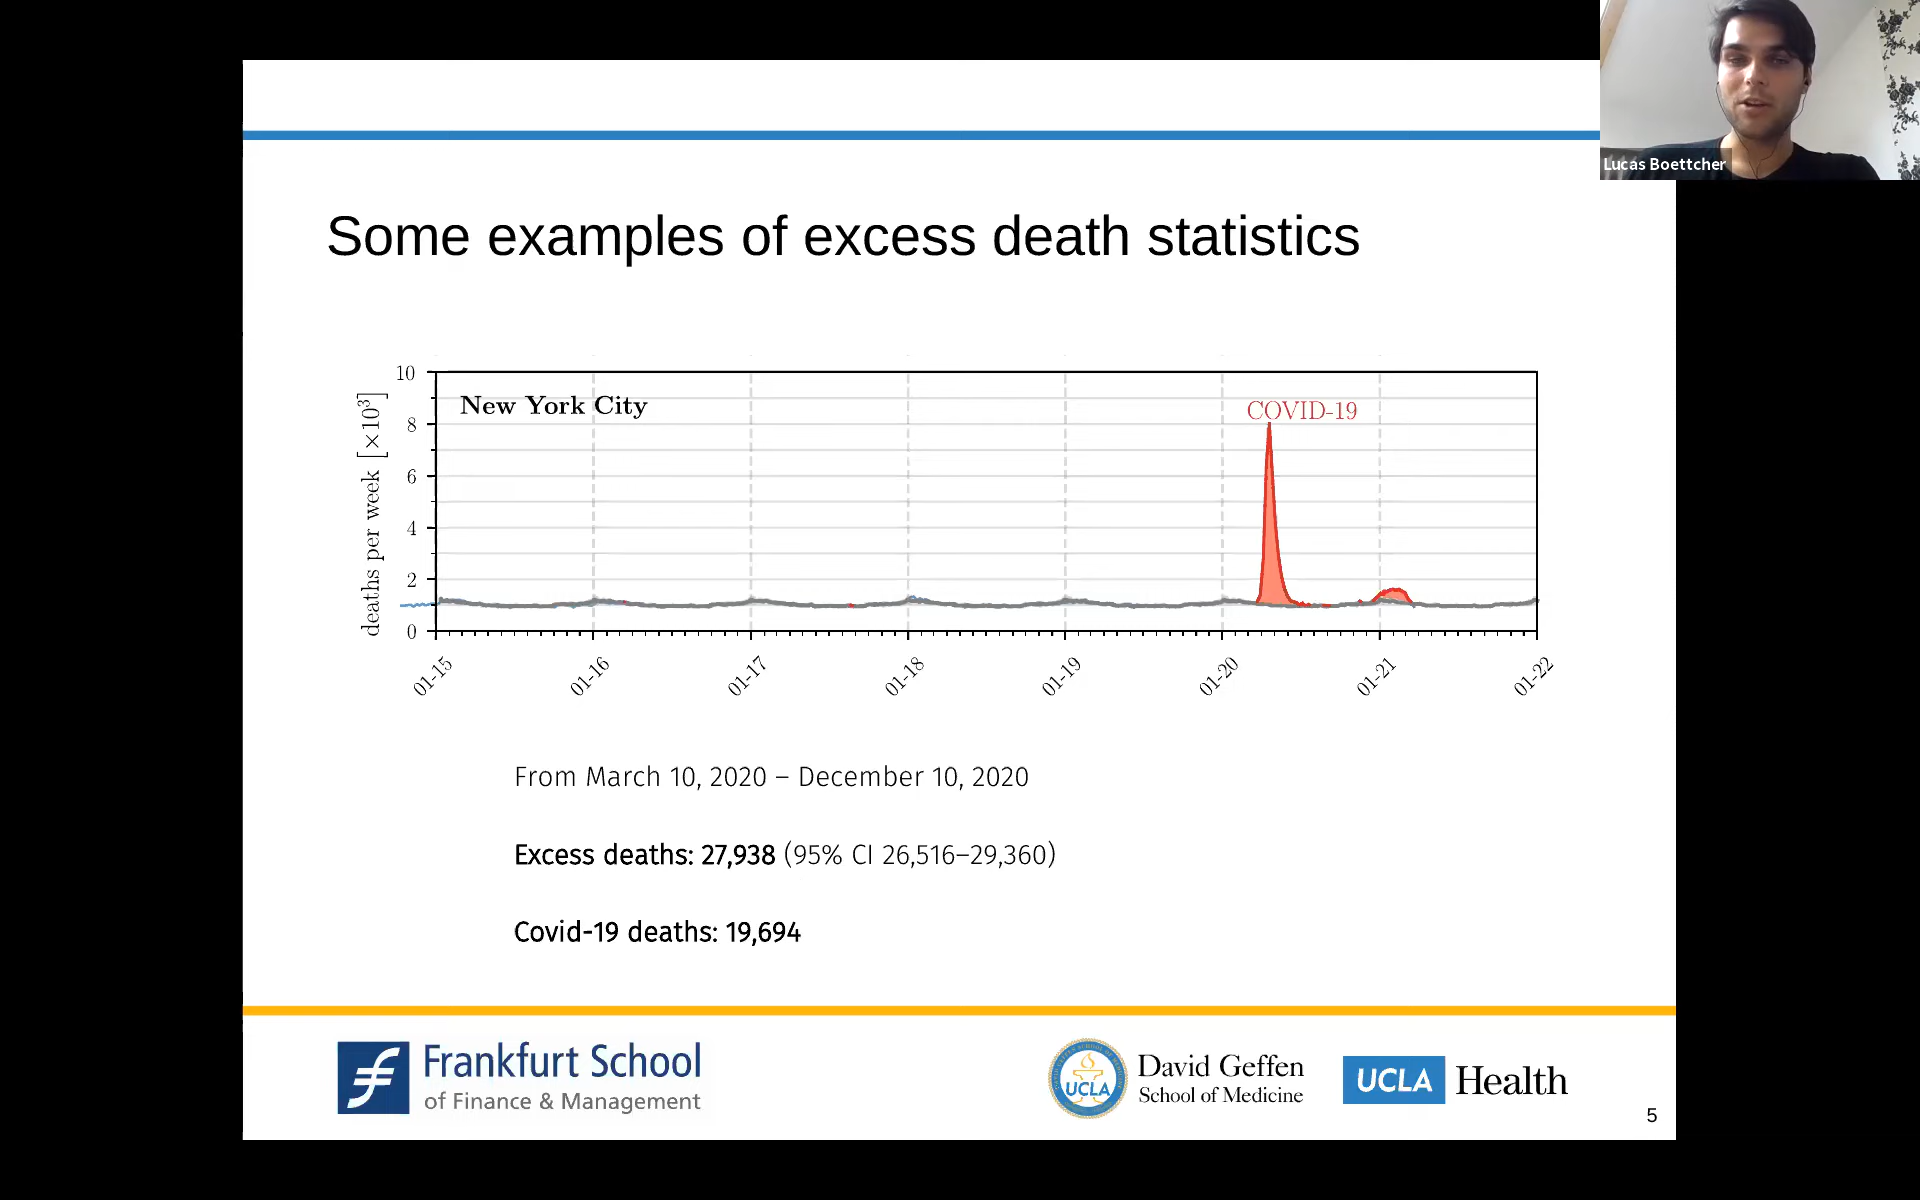 Lucas Boettcher
Some examples of excess death statistics
deaths per week [×10³]
10
8
6
4
2
0
New York City
COVID-19
01-15
01-16
01-17
01-18
01-19
01-20
01-21
01-22
From March 10, 2020 – December 10, 2020
Excess deaths: 27,938 (95% CI 26,516–29,360)
Covid-19 deaths: 19,694
Frankfurt School
of Finance & Management
UCLA
David Geffen
School of Medicine
UCLA Health
5